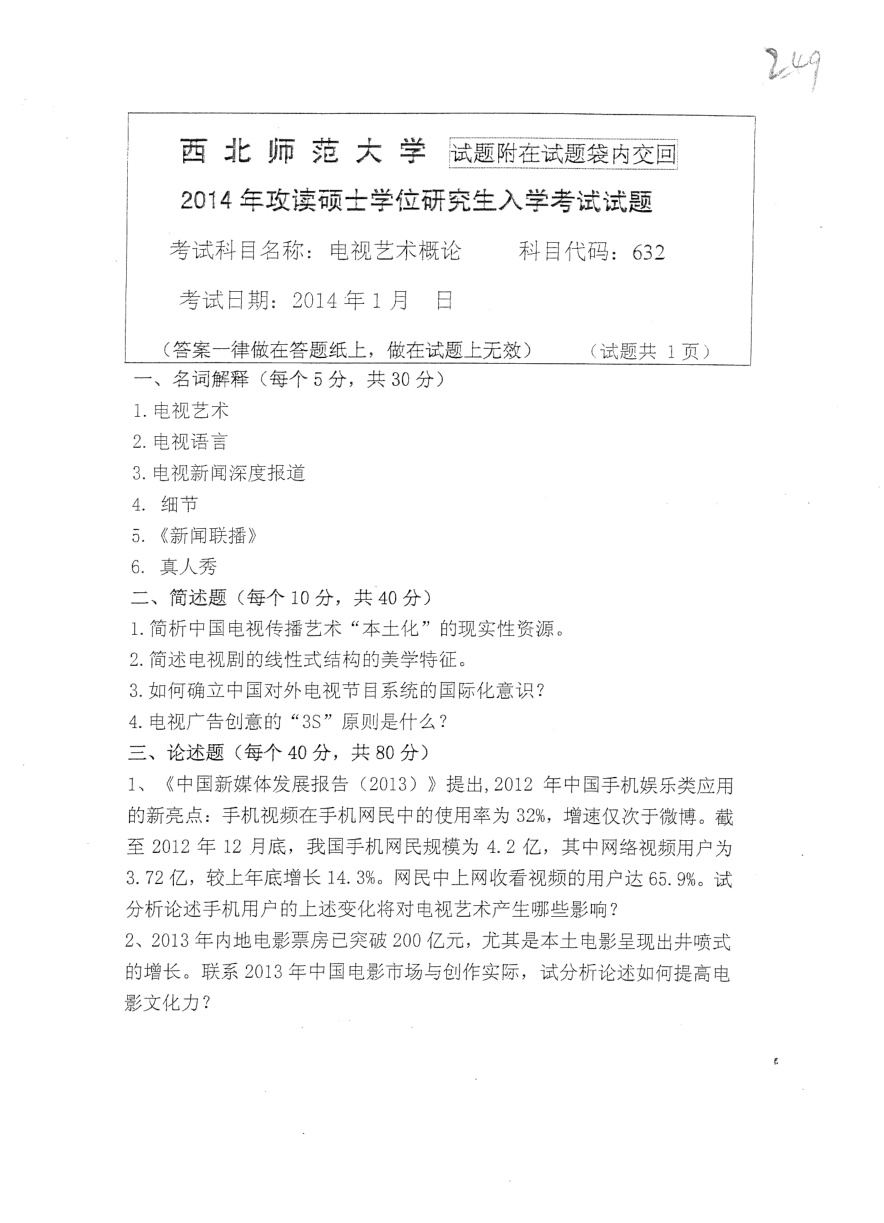 249
西北师范大学 试题附在试题袋内交回
2014年攻读硕士学位研究生入学考试试题
考试科目名称：电视艺术概论 科目代码：632
考试日期：2014年1月 日
（答案一律做在答题纸上，做在试题上无效） （试题共 1页）
一、名词解释（每个5分，共30分）
1.电视艺术
2.电视语言
3.电视新闻深度报道
4. 细节
5.《新闻联播》
6. 真人秀
二、简述题（每个10分，共40分）
1.简析中国电视传播艺术“本土化”的现实性资源。
2.简述电视剧的线性式结构的美学特征。
3.如何确立中国对外电视节目系统的国际化意识？
4.电视广告创意的“3S”原则是什么？
三、论述题（每个40分，共80分）
1、《中国新媒体发展报告（2013）》提出,2012 年中国手机娱乐类应用
的新亮点：手机视频在手机网民中的使用率为 32%，增速仅次于微博。截
至 2012 年 12 月底，我国手机网民规模为 4.2 亿，其中网络视频用户为
3.72亿，较上年底增长14.3%。网民中上网收看视频的用户达65.9%。试
分析论述手机用户的上述变化将对电视艺术产生哪些影响？
2、2013年内地电影票房已突破200亿元，尤其是本土电影呈现出井喷式
的增长。联系2013年中国电影市场与创作实际，试分析论述如何提高电
影文化力？